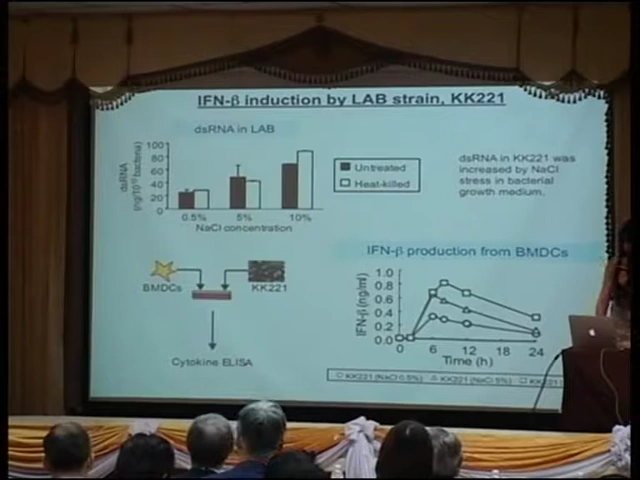 IFN-β induction by LAB strain, KK221
dsRNA in LAB
dsRNA
(ng/10¹⁰ bacteria)
100
80
60
40
20
0
0.5% 5% 10%
NaCl concentration
Untreated
Heat-killed
dsRNA in KK221 was
increased by NaCl
stress in bacterial
growth medium.
BMDCs
KK221
Cytokine ELISA
IFN-β production from BMDCs
IFN-β (ng/ml)
1.0
0.8
0.6
0.4
0.2
0.0
0 6 12 18 24
Time (h)
KK221 (NaCl 0.5%) KK221 (NaCl 5%) KK221